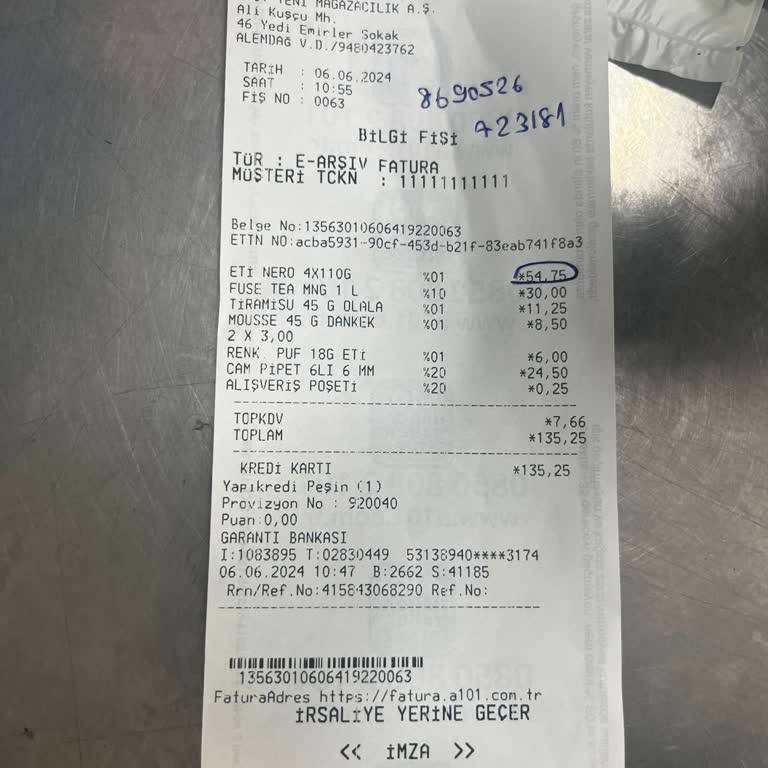 YENİ MAĞAZACILIK A.Ş.
Ali Kuşçu Mh.
46 Yedi Emirler Sokak
ALEMDAĞ V.D./9480423762
TARİH : 06.06.2024
SAAT : 10:55
FİŞ NO : 0063
8690526
423181
BİLGİ FİŞİ
TÜR : E-ARŞİV FATURA
MÜŞTERİ TCKN : 11111111111
Belge No:13563010606419220063
ETTN NO:acba5931-90cf-453d-b21f-83eab741f8a3
ETİ NERO 4X110G %01 *54,75
FUSE TEA MNG 1 L %10 *30,00
TİRAMİSU 45 G OLALA %01 *11,25
MOUSSE 45 G DANKEK %01 *8,50
2 X 3,00
RENK. PUF 18G ETİ %01 *6,00
CAM PİPET 6LI 6 MM %20 *24,50
ALIŞVERİŞ POŞETİ %20 *0,25
TOPKDV *7,66
TOPLAM *135,25
KREDİ KARTI *135,25
Yapıkredi Peşin (1)
Provizyon No : 920040
Puan:0,00
GARANTI BANKASI
I:1083895 T:02830449 53138940****3174
06.06.2024 10:47 B:2662 S:41185
Rrn/Ref.No:415843068290 Ref.No:
13563010606419220063
FaturaAdres https://fatura.a101.com.tr
İRSALİYE YERİNE GEÇER
<< İMZA >>